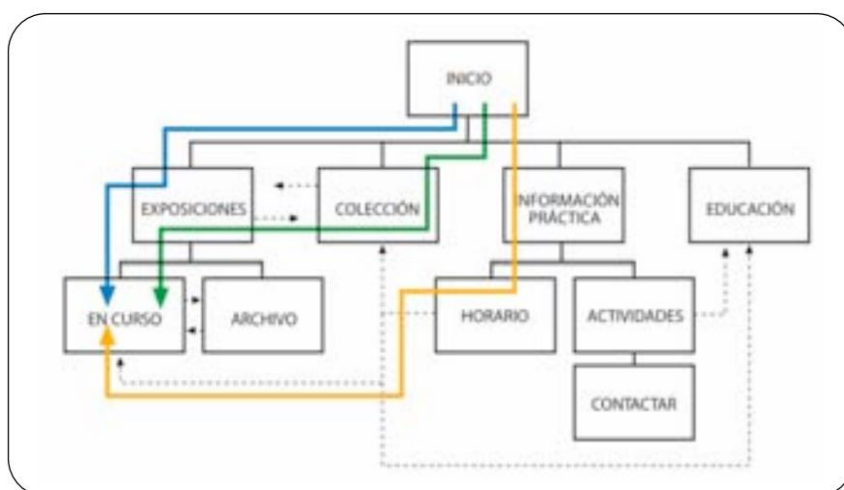 INICIO
EXPOSICIONES
COLECCIÓN
INFORMACIÓN
PRÁCTICA
EDUCACIÓN
EN CURSO
ARCHIVO
HORARIO
ACTIVIDADES
CONTACTAR